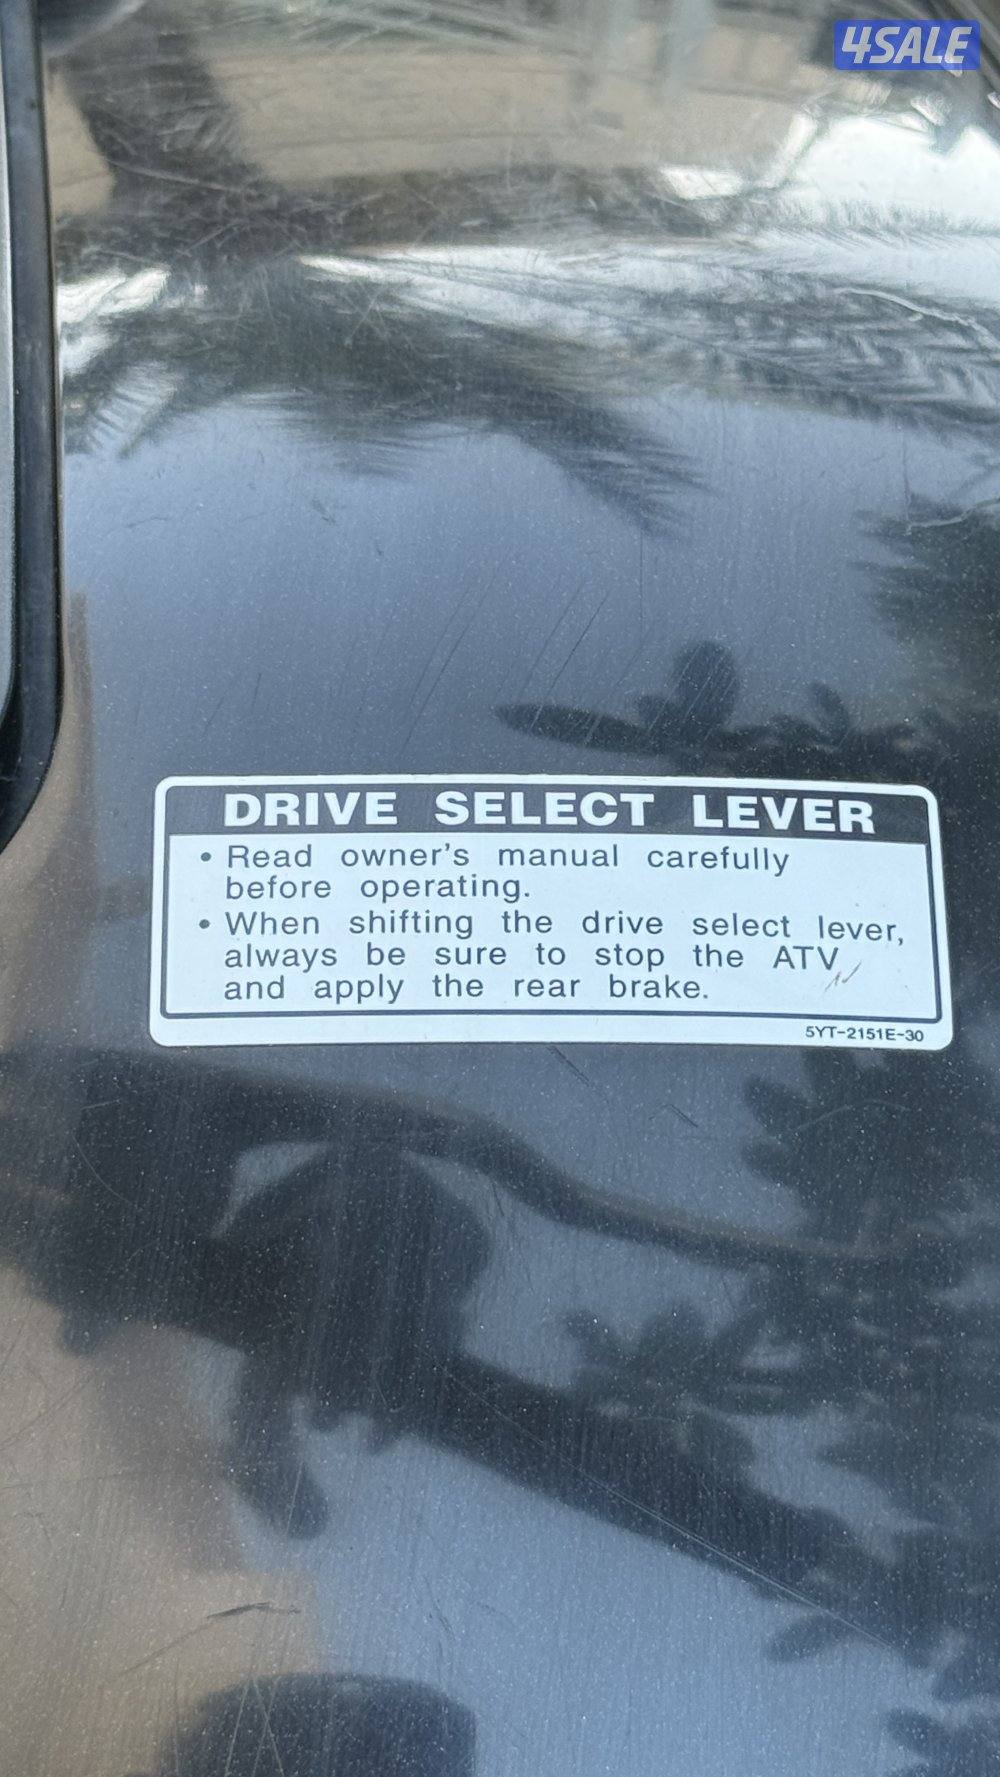 4SALE
DRIVE SELECT LEVER
• Read owner's manual carefully
before operating.
• When shifting the drive select lever,
always be sure to stop the ATV
and apply the rear brake.
5YT-2151E-30